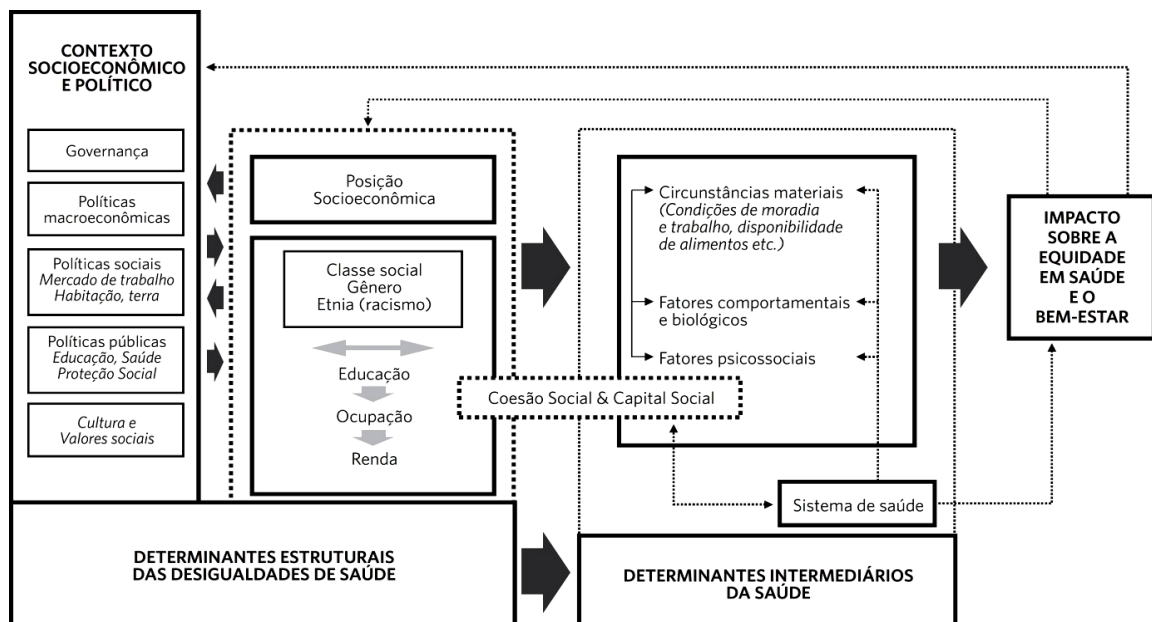 CONTEXTO
SOCIOECONÔMICO
E POLÍTICO
Governança
Políticas
macroeconômicas
Políticas sociais
Mercado de trabalho
Habitação, terra
Políticas públicas
Educação, Saúde
Proteção Social
Cultura e
Valores sociais
Posição
Socioeconômica
Classe social
Gênero
Etnia (racismo)
Educação
Ocupação
Renda
Coesão Social & Capital Social
Circunstâncias materiais
(Condições de moradia
e trabalho, disponibilidade
de alimentos etc.)
Fatores comportamentais
e biológicos
Fatores psicossociais
Sistema de saúde
IMPACTO
SOBRE A
EQUIDADE
EM SAÚDE
E O
BEM-ESTAR
DETERMINANTES ESTRUTURAIS
DAS DESIGUALDADES DE SAÚDE
DETERMINANTES INTERMEDIÁRIOS
DA SAÚDE